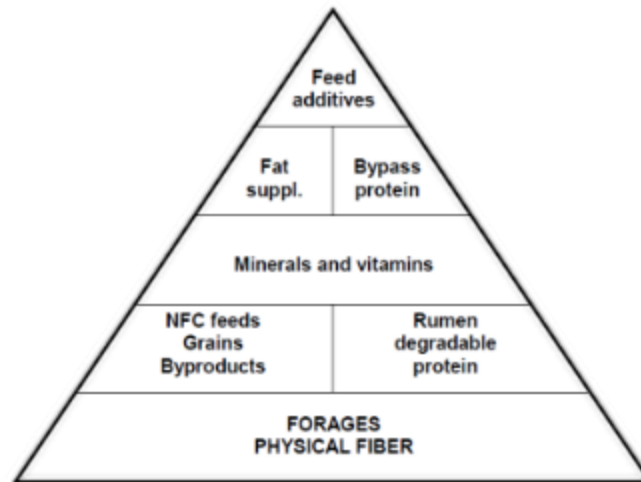 Feed
additives
Fat
suppl.
Bypass
protein
Minerals and vitamins
NFC feeds
Grains
Byproducts
Rumen
degradable
protein
FORAGES
PHYSICAL FIBER